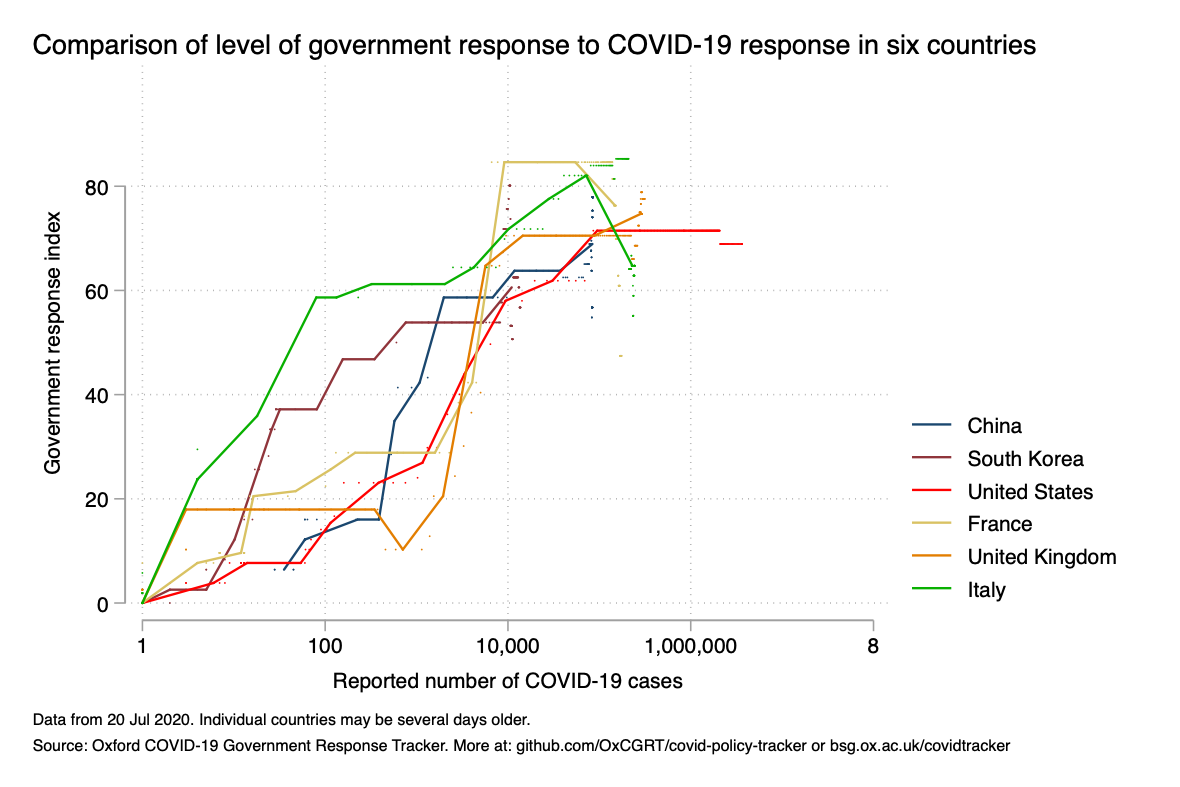 Comparison of level of government response to COVID-19 response in six countries
Government response index
80
60
40
20
0
1
100
10,000
1,000,000
8
Reported number of COVID-19 cases
China
South Korea
United States
France
United Kingdom
Italy
Data from 20 Jul 2020. Individual countries may be several days older.
Source: Oxford COVID-19 Government Response Tracker. More at: github.com/OxCGRT/covid-policy-tracker or bsg.ox.ac.uk/covidtracker